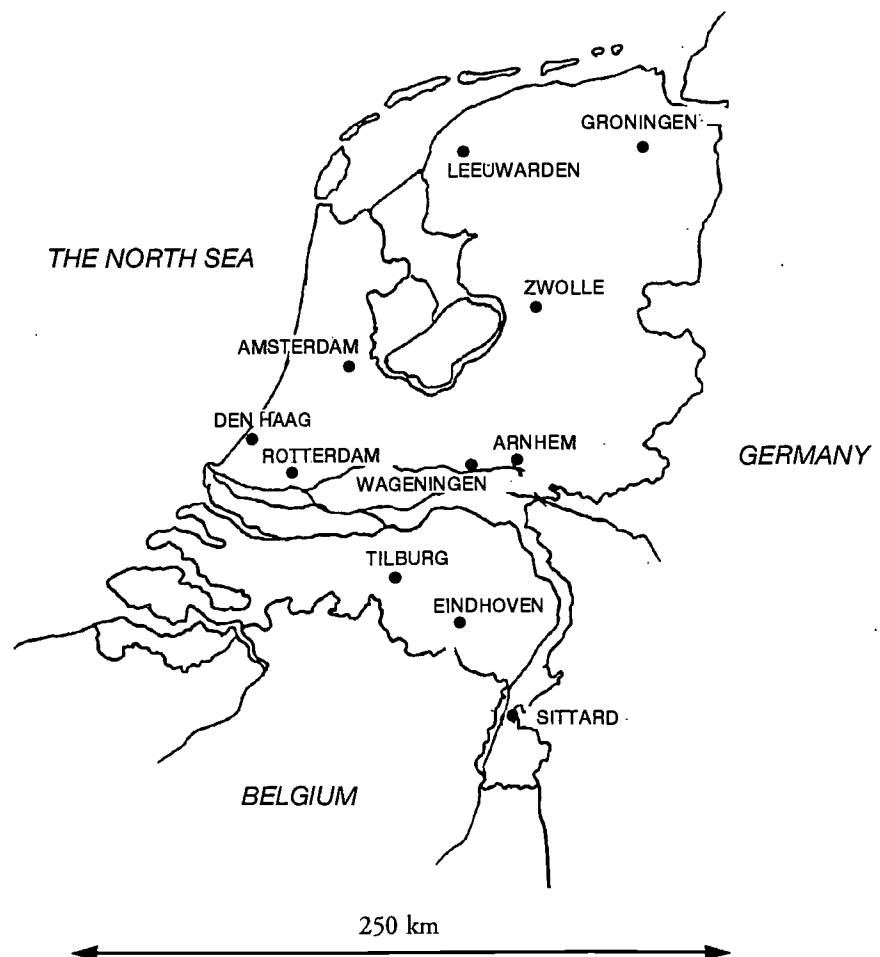 GRONINGEN
LEEUWARDEN
THE NORTH SEA
ZWOLLE
AMSTERDAM
DEN HAAG
ARNHEM
ROTTERDAM
GERMANY
WAGENINGEN
TILBURG
EINDHOVEN
SITTARD
BELGIUM
250 km